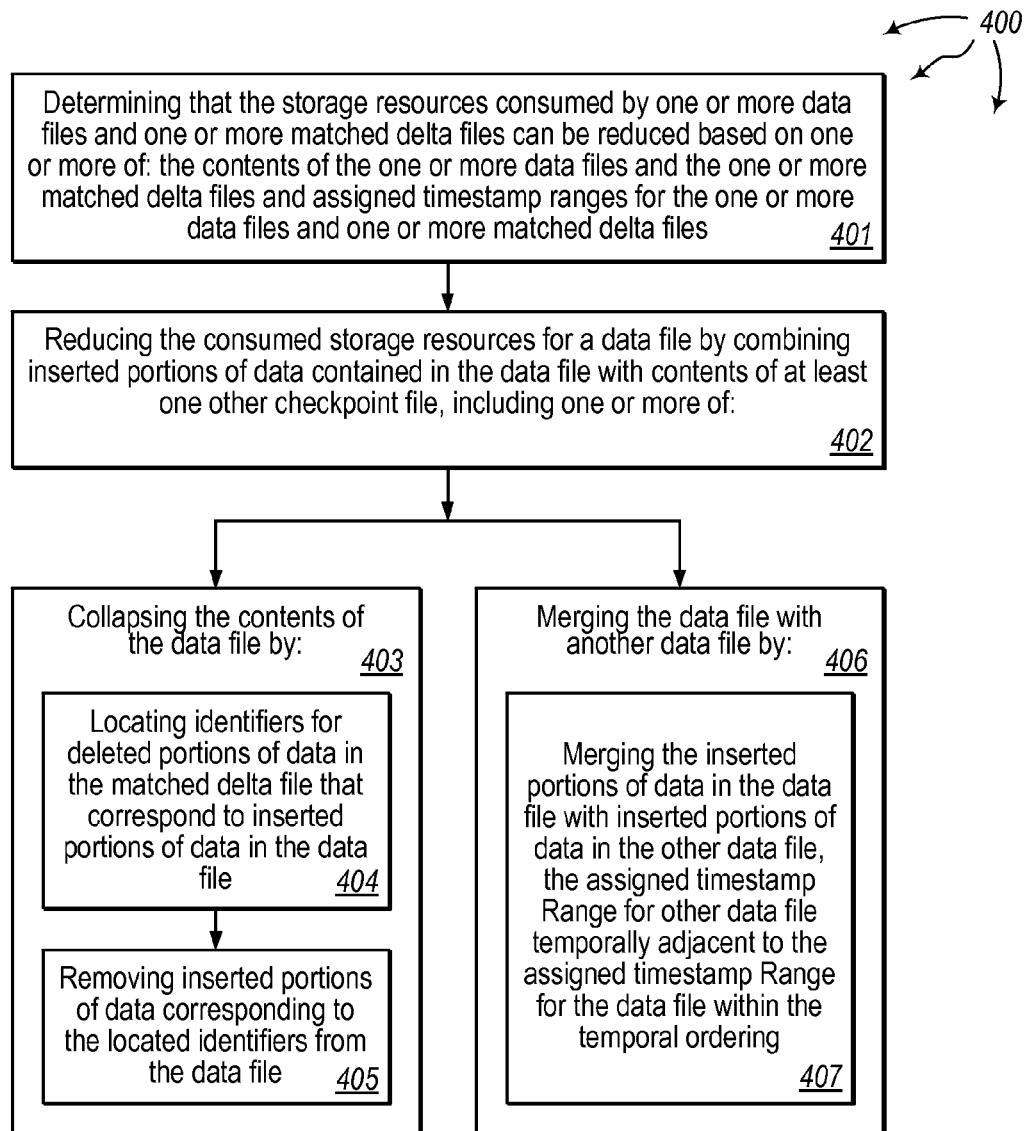 400
Determining that the storage resources consumed by one or more data
files and one or more matched delta files can be reduced based on one
or more of: the contents of the one or more data files and the one or more
matched delta files and assigned timestamp ranges for the one or more
data files and one or more matched delta files
401
Reducing the consumed storage resources for a data file by combining
inserted portions of data contained in the data file with contents of at least
one other checkpoint file, including one or more of:
402
Collapsing the contents of
the data file by:
403
Locating identifiers for
deleted portions of data in
the matched delta file that
correspond to inserted
portions of data in the data
file
404
Removing inserted portions
of data corresponding to
the located identifiers from
the data file
405
Merging the data file with
another data file by:
406
Merging the inserted
portions of data in the data
file with inserted portions of
data in the other data file,
the assigned timestamp
Range for other data file
temporally adjacent to the
assigned timestamp Range
for the data file within the
temporal ordering
407